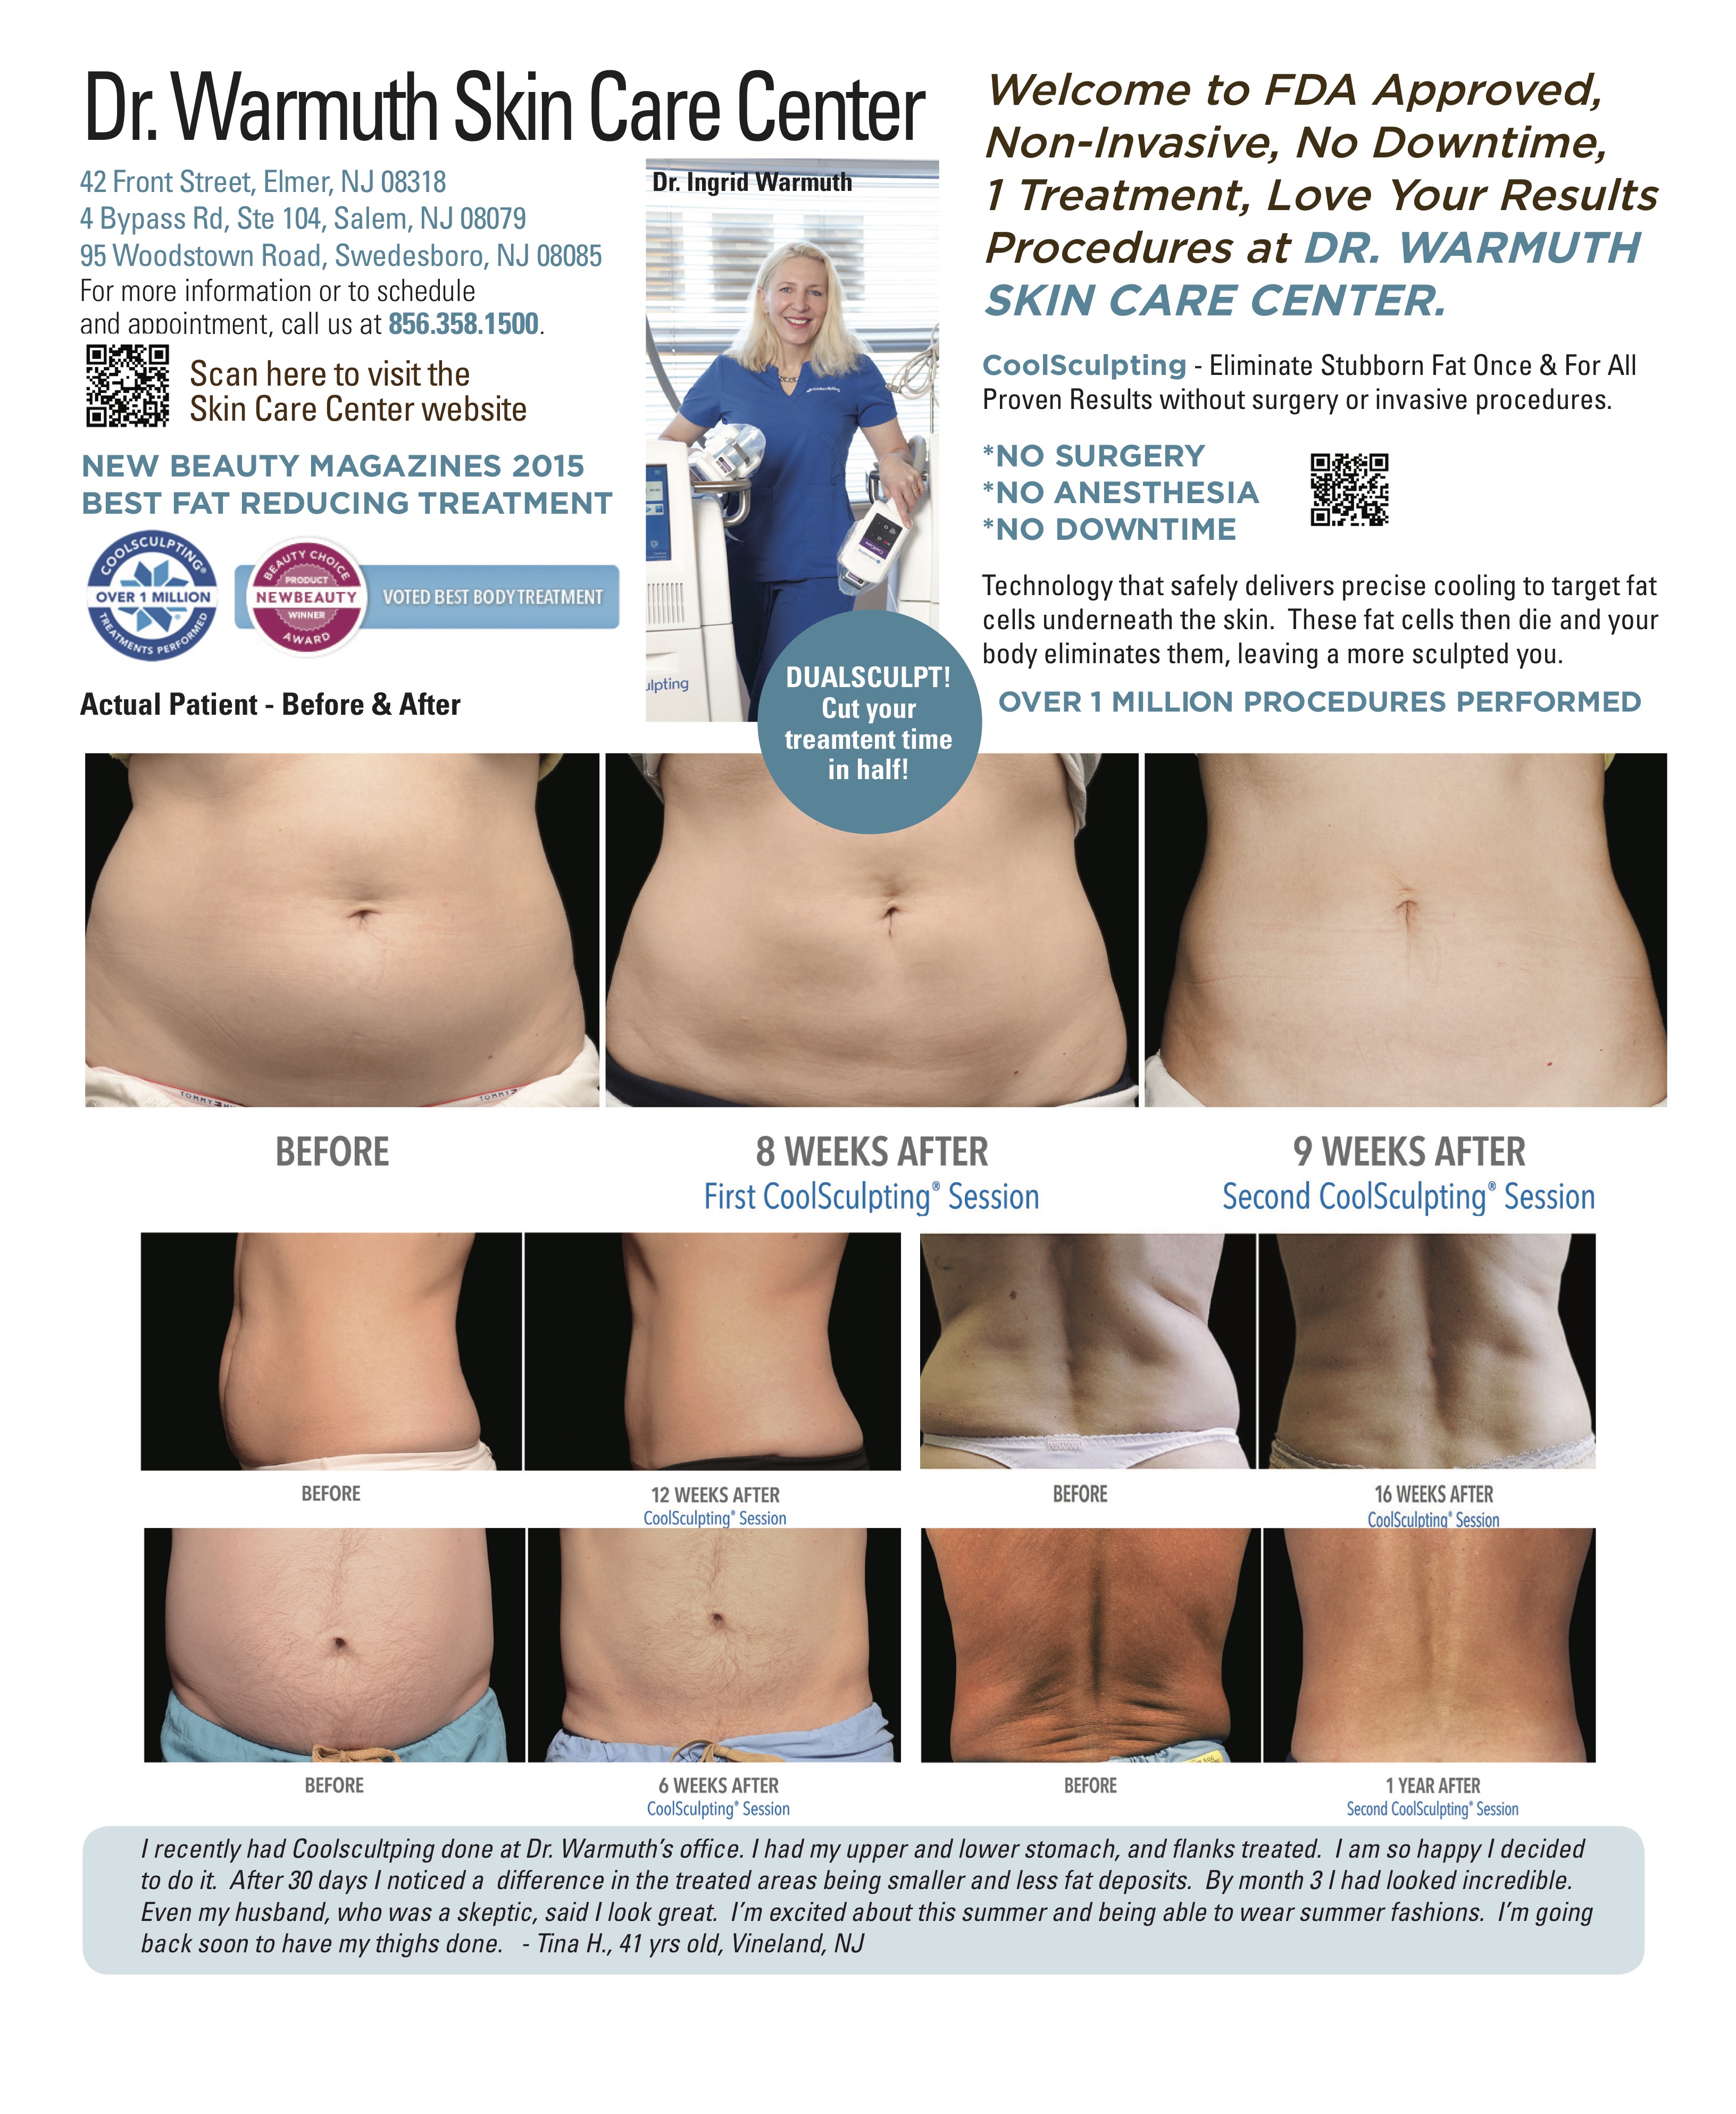 Dr. Warmuth Skin Care Center
42 Front Street, Elmer, NJ 08318
4 Bypass Rd, Ste 104, Salem, NJ 08079
95 Woodstown Road, Swedesboro, NJ 08085
For more information or to schedule
and appointment, call us at 856.358.1500.
Scan here to visit the
Skin Care Center website
NEW BEAUTY MAGAZINES 2015
BEST FAT REDUCING TREATMENT
COOLSCULPTING®
OVER 1 MILLION
TREATMENTS PERFORMED
BEAUTY CHOICE
PRODUCT
NEWBEAUTY
WINNER
AWARD
VOTED BEST BODY TREATMENT
Actual Patient - Before & After
Dr. Ingrid Warmuth
ulpting
DUALSCULPT!
Cut your
treamtent time
in half!
Welcome to FDA Approved,
Non-Invasive, No Downtime,
1 Treatment, Love Your Results
Procedures at DR. WARMUTH
SKIN CARE CENTER.
CoolSculpting - Eliminate Stubborn Fat Once & For All
Proven Results without surgery or invasive procedures.
*NO SURGERY
*NO ANESTHESIA
*NO DOWNTIME
Technology that safely delivers precise cooling to target fat
cells underneath the skin. These fat cells then die and your
body eliminates them, leaving a more sculpted you.
OVER 1 MILLION PROCEDURES PERFORMED
BEFORE
8 WEEKS AFTER
First CoolSculpting® Session
9 WEEKS AFTER
Second CoolSculpting® Session
BEFORE
12 WEEKS AFTER
CoolSculpting® Session
BEFORE
16 WEEKS AFTER
CoolSculpting® Session
BEFORE
6 WEEKS AFTER
CoolSculpting® Session
BEFORE
1 YEAR AFTER
Second CoolSculpting® Session
I recently had Coolscultping done at Dr. Warmuth's office. I had my upper and lower stomach, and flanks treated. I am so happy I decided
to do it. After 30 days I noticed a difference in the treated areas being smaller and less fat deposits. By month 3 I had looked incredible.
Even my husband, who was a skeptic, said I look great. I'm excited about this summer and being able to wear summer fashions. I'm going
back soon to have my thighs done. - Tina H., 41 yrs old, Vineland, NJ